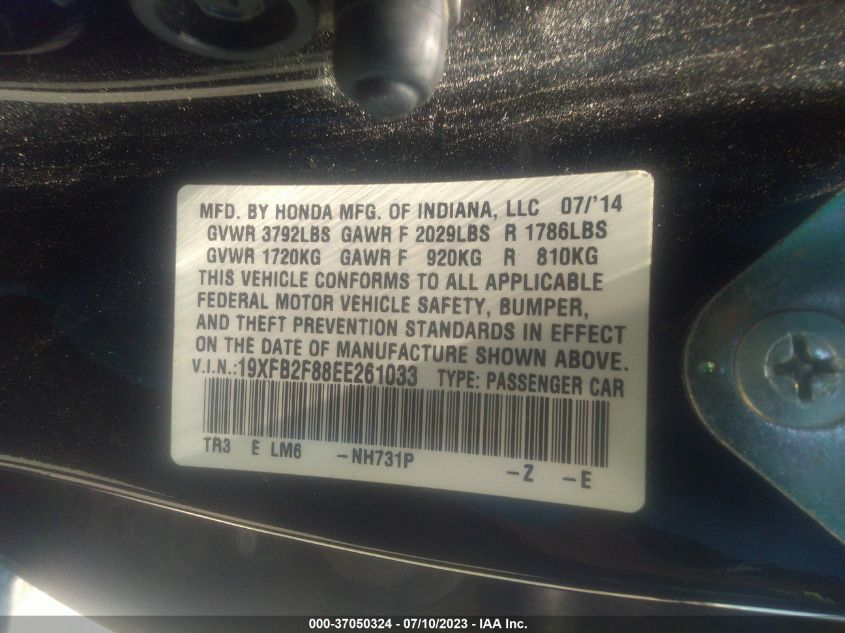 MFD. BY HONDA MFG. OF INDIANA, LLC 07/'14
GVWR 3792LBS GAWR F 2029LBS R 1786LBS
GVWR 1720KG GAWR F 920KG R 810KG
THIS VEHICLE CONFORMS TO ALL APPLICABLE
FEDERAL MOTOR VEHICLE SAFETY, BUMPER,
AND THEFT PREVENTION STANDARDS IN EFFECT
ON THE DATE OF MANUFACTURE SHOWN ABOVE.
V.I.N.:19XFB2F88EE261033 TYPE: PASSENGER CAR
TR3 E LM6 -NH731P -Z -E
000-37050324 - 07/10/2023 - IAA Inc.